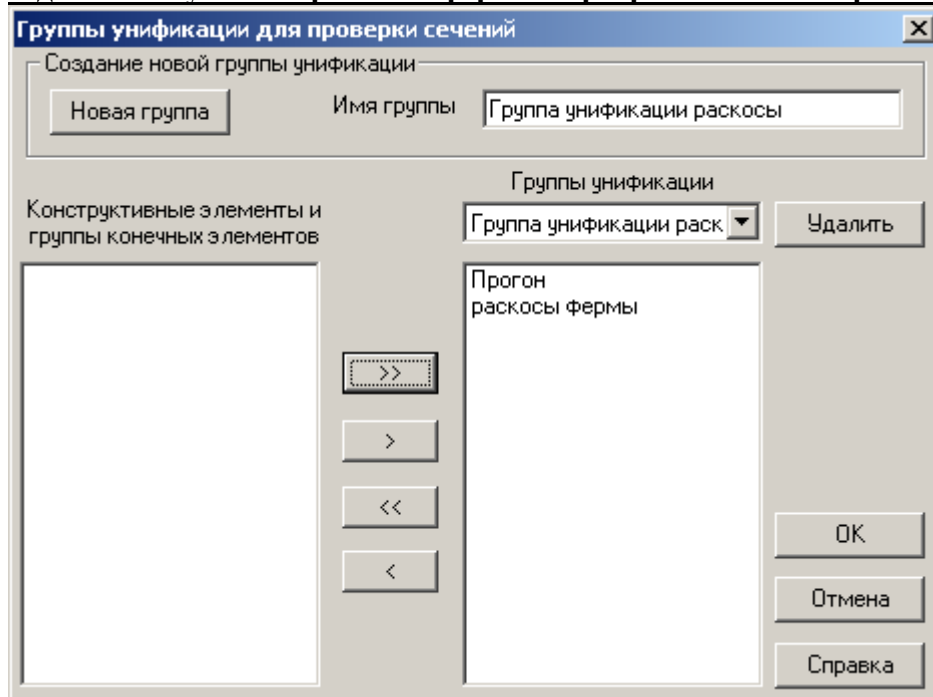 Группы унификации для проверки сечений
Создание новой группы унификации
Новая группа
Имя группы
Группа унификации раскосы
Группы унификации
Конструктивные элементы и
группы конечных элементов
Группа унификации раск
Удалить
Прогон
раскосы фермы
>>
>
<<
<
OK
Отмена
Справка